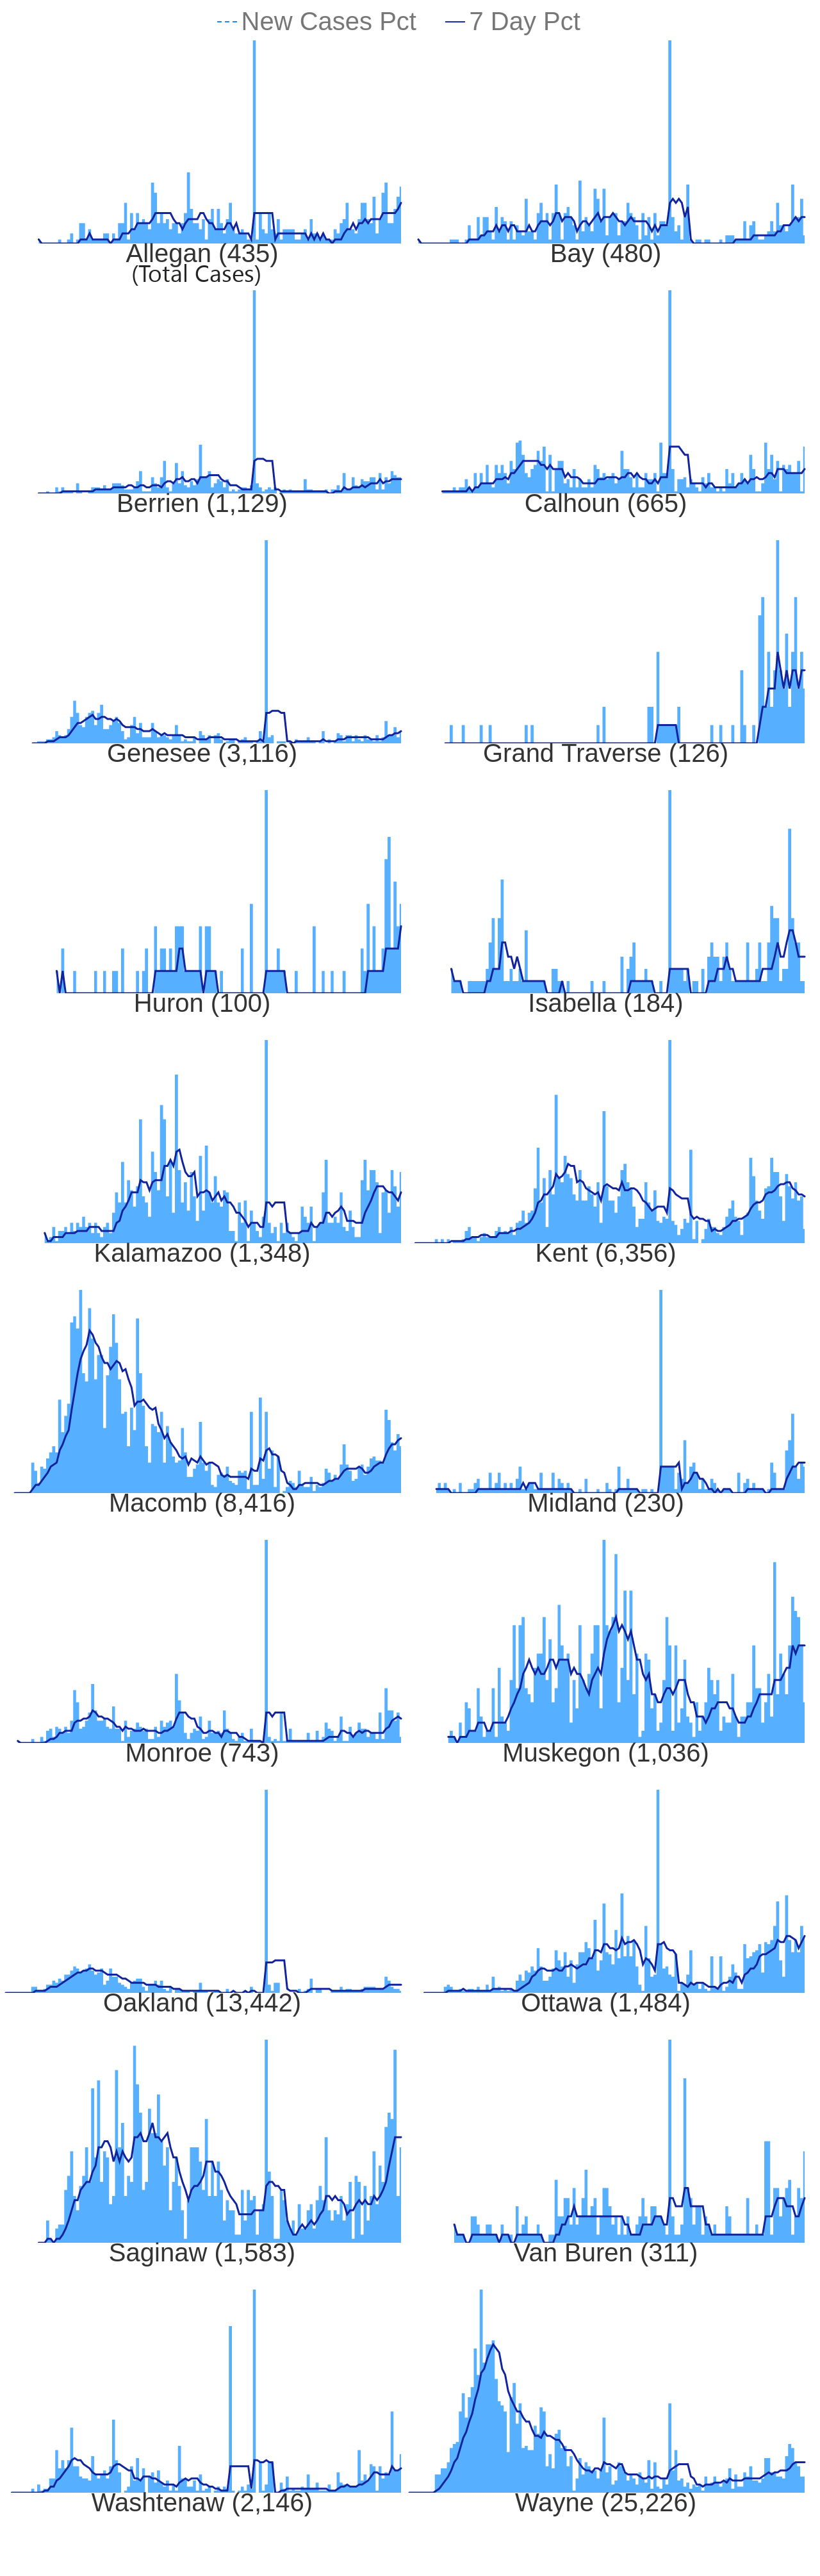 New Cases Pct 7 Day Pct
Allegan (435) Bay (480)
(Total Cases)
Berrien (1,129) Calhoun (665)
Genesee (3,116) Grand Traverse (126)
Huron (100) Isabella (184)
Kalamazoo (1,348) Kent (6,356)
Macomb (8,416) Midland (230)
Monroe (743) Muskegon (1,036)
Oakland (13,442) Ottawa (1,484)
Saginaw (1,583) Van Buren (311)
Washtenaw (2,146) Wayne (25,226)